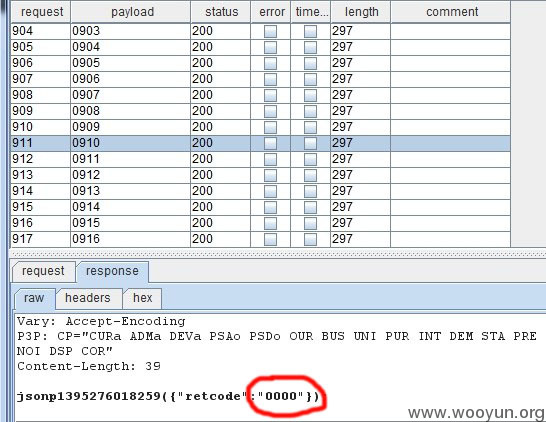 request payload status error time... length comment
904 0903 200 297
905 0904 200 297
906 0905 200 297
907 0906 200 297
908 0907 200 297
909 0908 200 297
910 0909 200 297
911 0910 200 297
912 0911 200 297
913 0912 200 297
914 0913 200 297
915 0914 200 297
916 0915 200 297
917 0916 200 297
request response
raw headers hex
Vary: Accept-Encoding
P3P: CP="CURa ADMa DEVa PSAo PSDo OUR BUS UNI PUR INT DEM STA PRE
NOI DSP COR"
Content-Length: 39
jsonp1395276018259({"retcode":"0000"})
www.wooyun.org